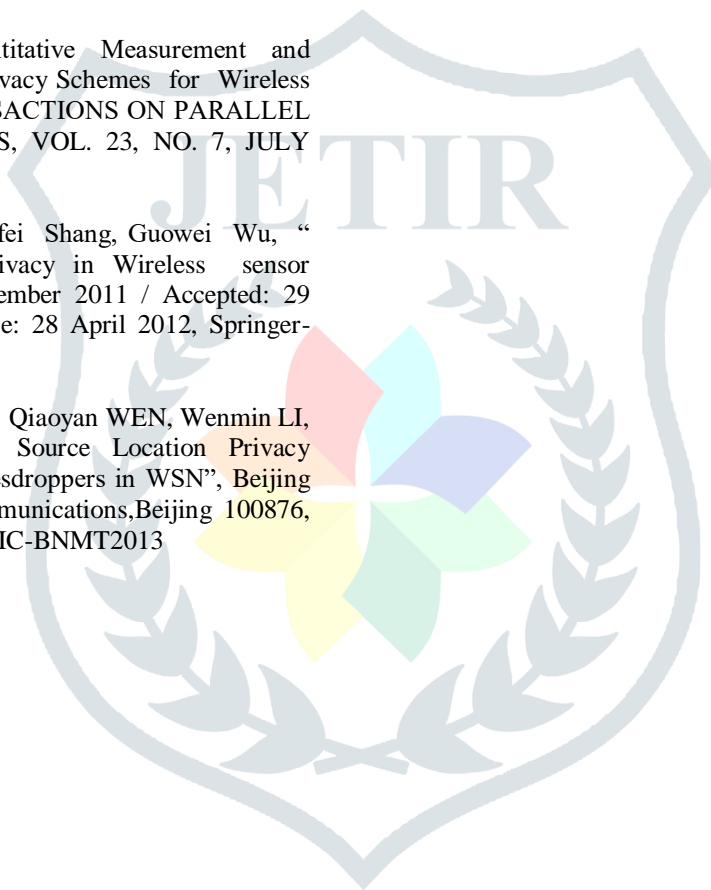 titative Measurement and
vacy Schemes for Wireless
SACTIONS ON PARALLEL
S, VOL. 23, NO. 7, JULY
JETIR
fei Shang, Guowei Wu, “
ivacy in Wireless sensor
ember 2011 / Accepted: 29
e: 28 April 2012, Springer-
Qiaoyan WEN, Wenmin LI,
Source Location Privacy
esdroppers in WSN”, Beijing
munications,Beijing 100876,
IC-BNMT2013